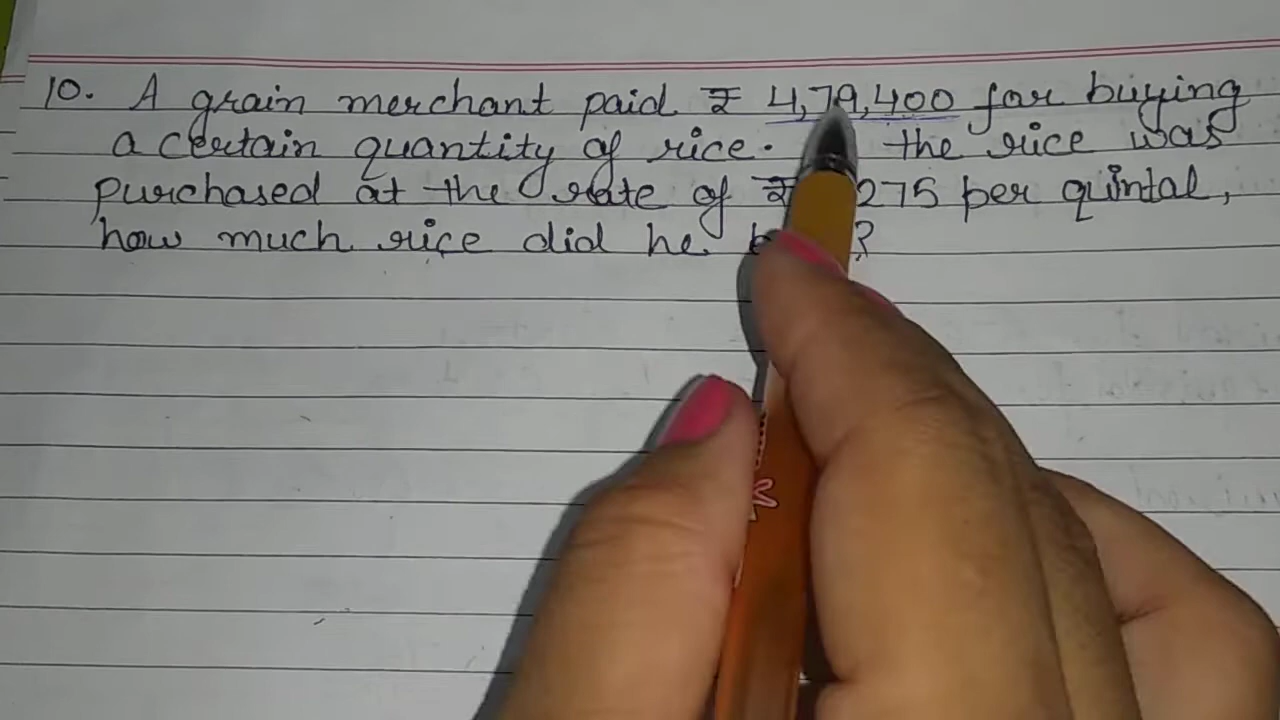 10. A grain merchant paid ₹ 4,79,400 for buying
a certain quantity of rice. the rice was
purchased at the rate of ₹ 275 per quintal,
how much rice did he ?